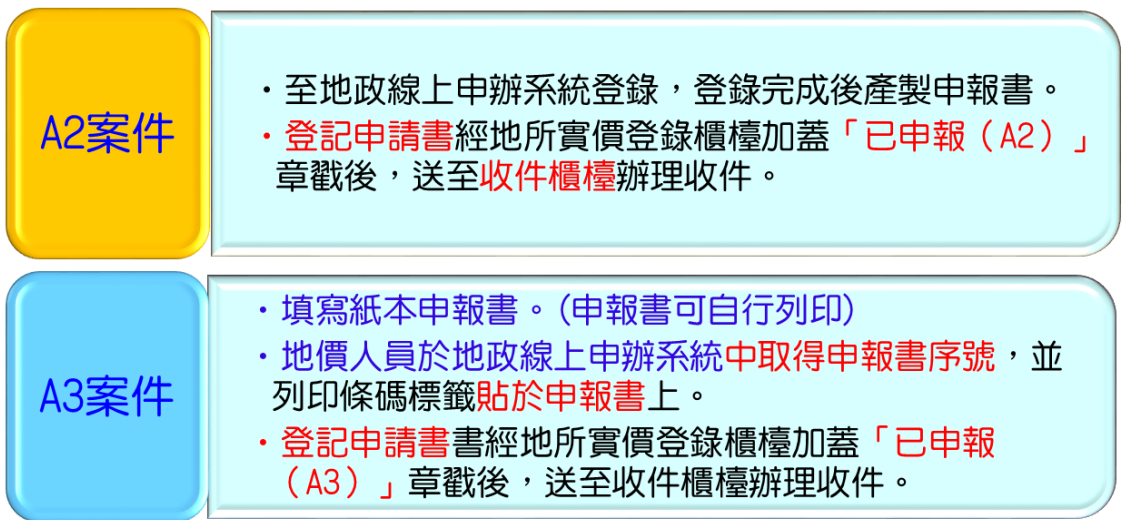 A2案件
・至地政線上申辦系統登錄，登錄完成後產製申報書。
・登記申請書經地所實價登錄櫃檯加蓋「已申報（A2）」
章戳後，送至收件櫃檯辦理收件。
A3案件
・填寫紙本申報書。(申報書可自行列印)
・地價人員於地政線上申辦系統中取得申報書序號，並
列印條碼標籤貼於申報書上。
・登記申請書書經地所實價登錄櫃檯加蓋「已申報
（A3）」章戳後，送至收件櫃檯辦理收件。